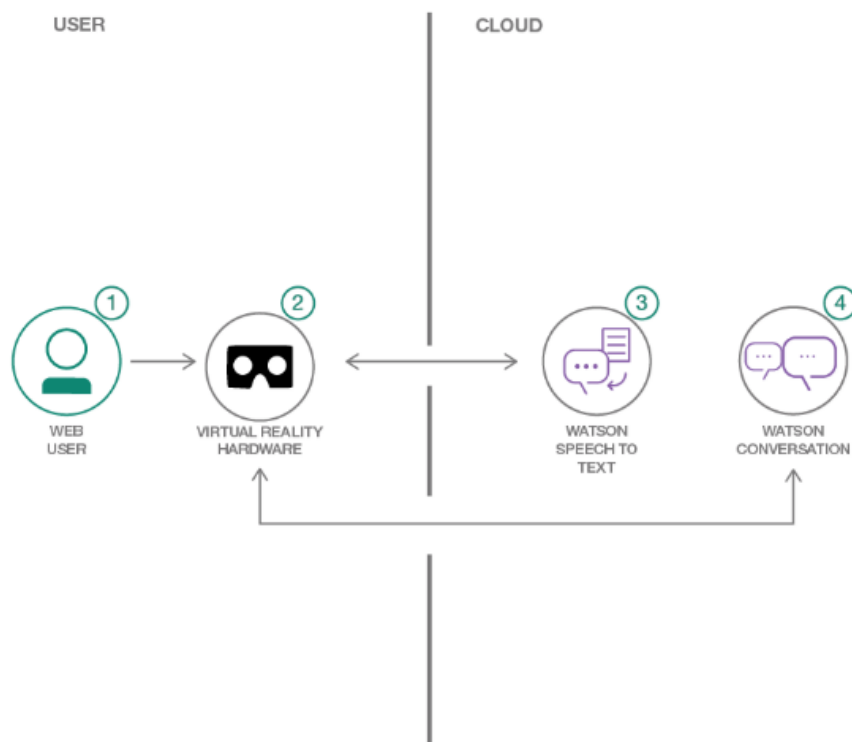 USER
CLOUD
1
2
3
4
WEB
USER
VIRTUAL REALITY
HARDWARE
WATSON
SPEECH TO
TEXT
WATSON
CONVERSATION